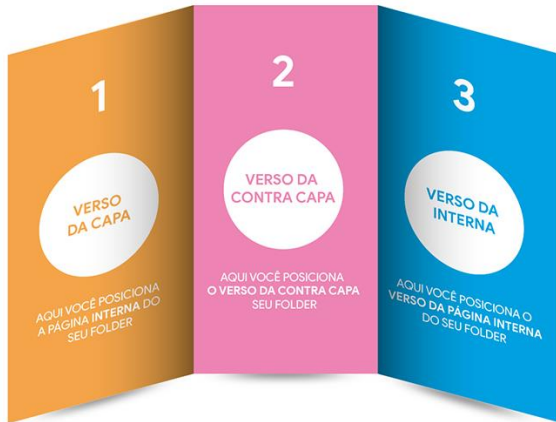 1
VERSO
DA CAPA
AQUI VOCÊ POSICIONA
A PÁGINA INTERNA DO
SEU FOLDER
2
VERSO DA
CONTRA CAPA
AQUI VOCÊ POSICIONA
O VERSO DA CONTRA CAPA
SEU FOLDER
3
VERSO DA
INTERNA
AQUI VOCÊ POSICIONA O
VERSO DA PÁGINA INTERNA
DO SEU FOLDER